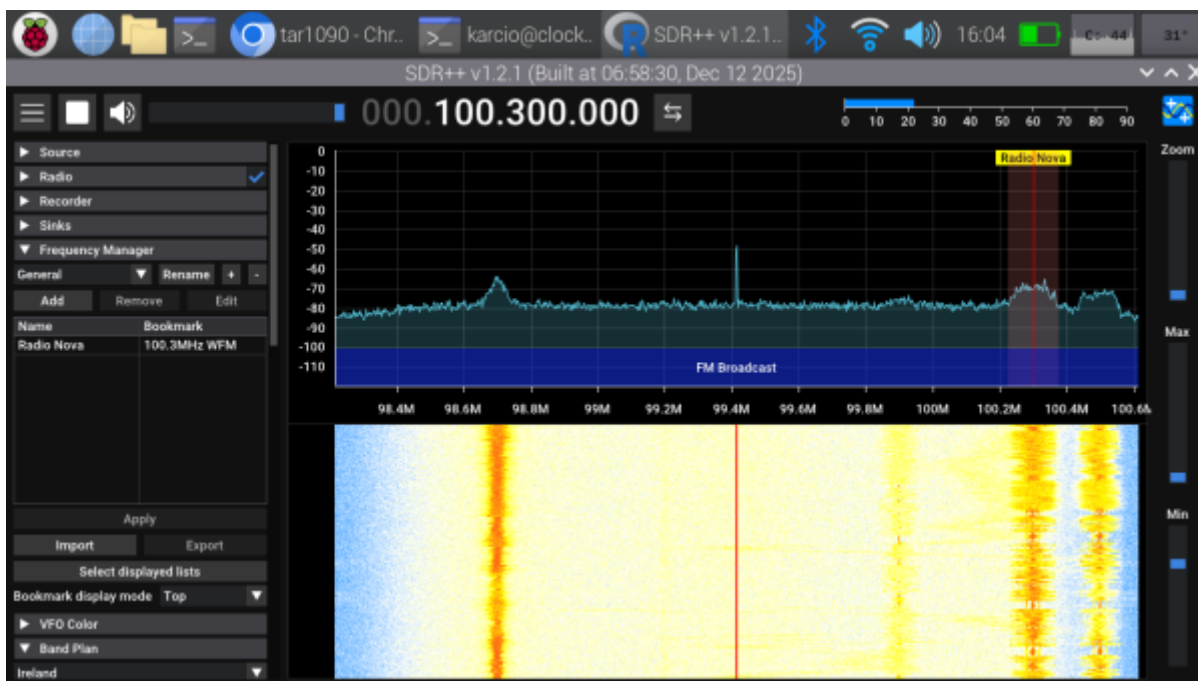 tar1090 - Chr.. karcio@clock.. SDR++ v1.2.1.. 16:04 31°
SDR++ v1.2.1 (Built at 06:58:30, Dec 12 2025)
000.100.300.000
0 10 20 30 40 50 60 70 80 90
Source
Radio
Recorder
Sinks
Frequency Manager
General Rename + -
Add Remove Edit
Name Bookmark
Radio Nova 100.3MHz WFM
Apply
Import Export
Select displayed lists
Bookmark display mode Top
VFO Color
Band Plan
Ireland
Radio Nova
0
-10
-20
-30
-40
-50
-60
-70
-80
-90
-100
-110
FM Broadcast
98.4M 98.6M 98.8M 99M 99.2M 99.4M 99.6M 99.8M 100M 100.2M 100.4M
Zoom
Max
Min